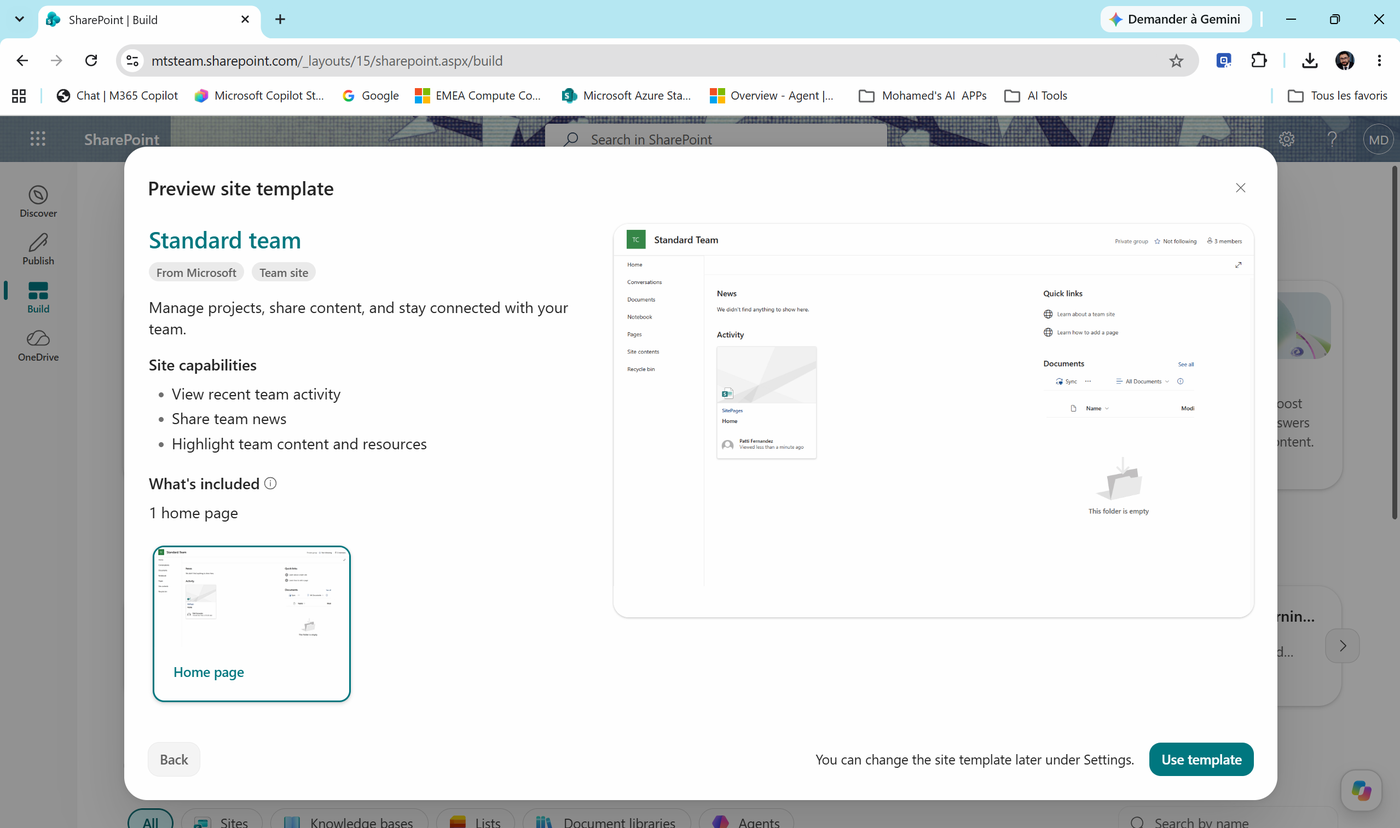 SharePoint | Build
Demander à Gemini
mtsteam.sharepoint.com/_layouts/15/sharepoint.aspx/build
Chat | M365 Copilot
Microsoft Copilot St...
Google
EMEA Compute Co...
Microsoft Azure Sta...
Overview - Agent |...
Mohamed's AI APPs
AI Tools
Tous les favoris
SharePoint
Search in SharePoint
MD
Discover
Publish
Build
OneDrive
Preview site template
Standard team
From Microsoft
Team site
Manage projects, share content, and stay connected with your
team.
Site capabilities
• View recent team activity
• Share team news
• Highlight team content and resources
What's included
1 home page
Home page
TC
Standard Team
Private group
Not following
3 members
Home
Conversations
Documents
Notebook
Pages
Site contents
Recycle bin
News
We didn't find anything to show here.
Activity
SitePages
Home
Patti Fernandez
Viewed less than a minute ago
Quick links
Learn about a team site
Learn how to add a page
Documents
See all
Sync
All Documents
Name
Modi
This folder is empty
oost
swers
ntent.
rnin...
d...
Back
You can change the site template later under Settings.
Use template
All
Sites
Knowledge bases
Lists
Document libraries
Agents
Search by name